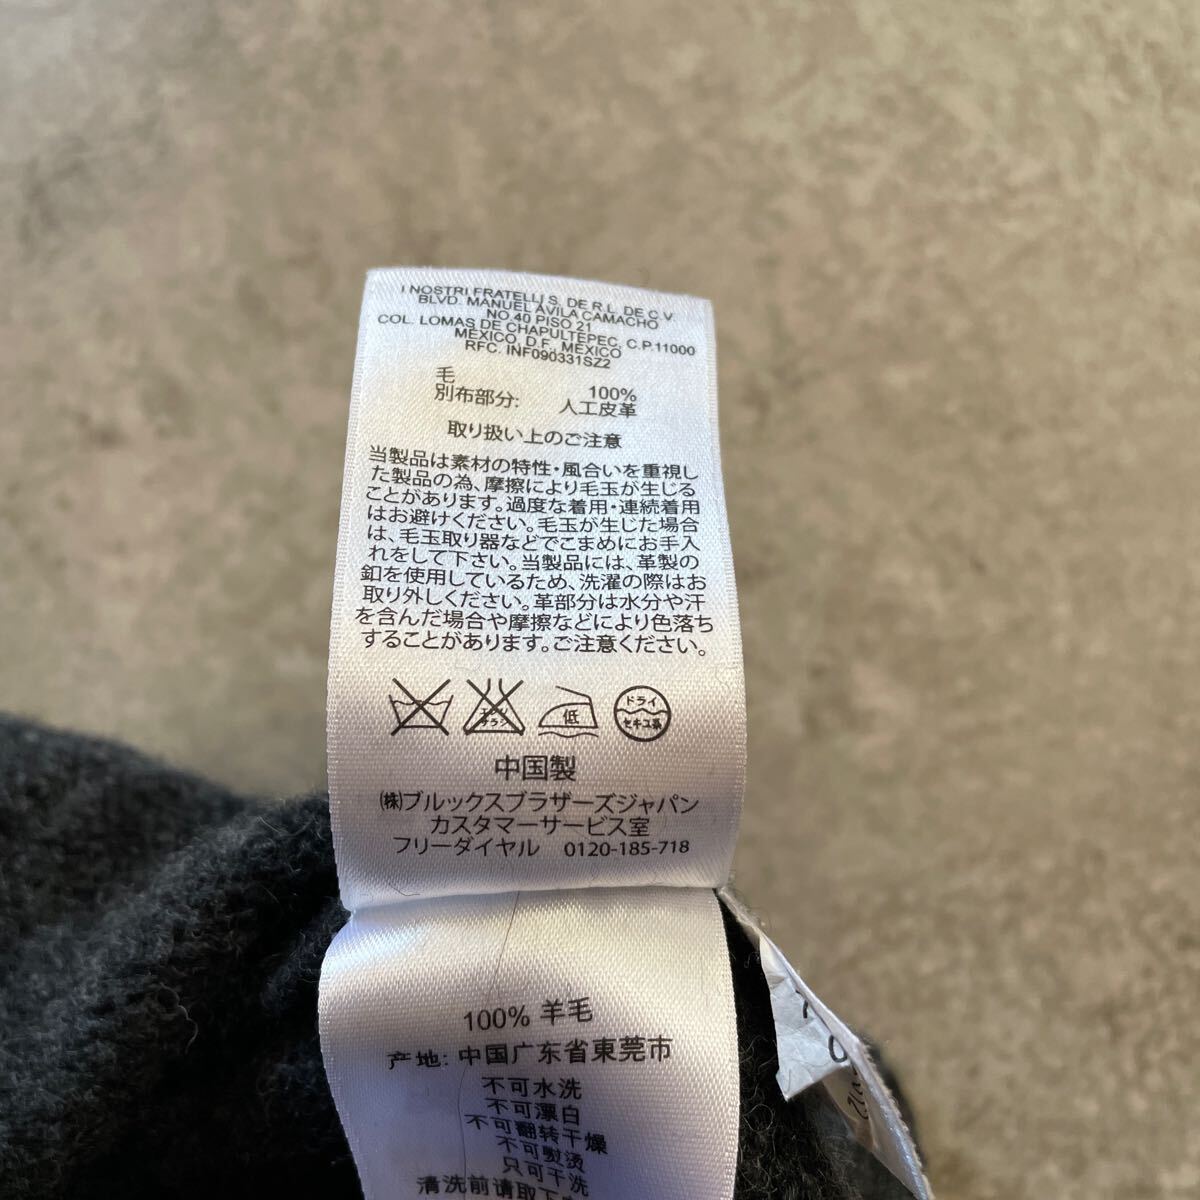 I NOSTRI FRATELLI S. DE R.L. DE C.V.
BLVD. MANUEL ÁVILA CAMACHO
NO.40 PISO 21
COL. LOMAS DE CHAPULTEPEC, C.P.11000
MÉXICO, D.F., MÉXICO
RFC. INF090331SZ2
毛 100%
別布部分: 人工皮革
取り扱い上のご注意
当製品は素材の特性・風合いを重視し
た製品の為、摩擦により毛玉が生じる
ことがあります。過度な着用・連続着用
はお避けください。毛玉が生じた場合
は、毛玉取り器などでこまめにお手入
れをして下さい。当製品には、革製の
釦を使用しているため、洗濯の際はお
取り外しください。革部分は水分や汗
を含んだ場合や摩擦などにより色落ち
することがあります。ご注意ください。
エンソ
サラシ
低
ドライ
セキユ系
中国製
㈱ブルックスブラザーズジャパン
カスタマーサービス室
フリーダイヤル 0120-185-718
100% 羊毛
产地: 中国广东省東莞市
不可水洗
不可漂白
不可翻转干燥
不可熨烫
只可干洗
清洗前请取下